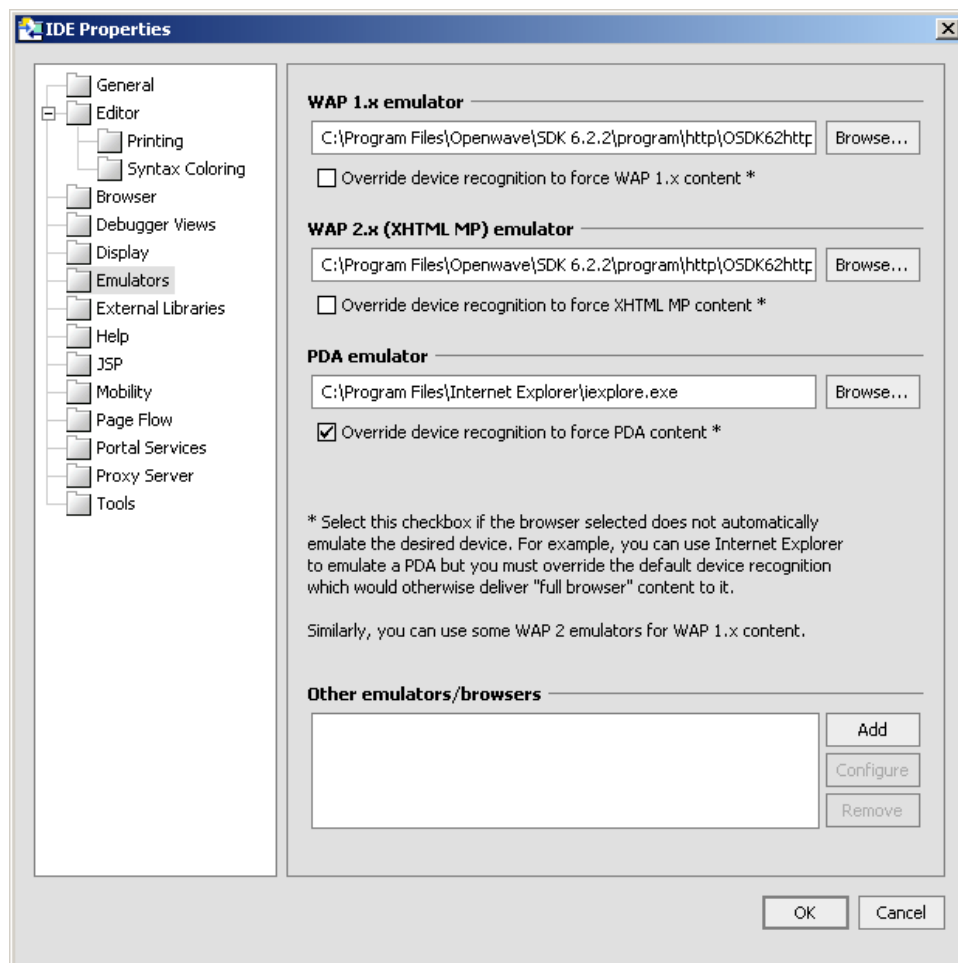 IDE Properties
General
Editor
Printing
Syntax Coloring
Browser
Debugger Views
Display
Emulators
External Libraries
Help
JSP
Mobility
Page Flow
Portal Services
Proxy Server
Tools
WAP 1.x emulator
C:\Program Files\Openwave\SDK 6.2.2\program\http\OSDK62http
Browse...
Override device recognition to force WAP 1.x content *
WAP 2.x (XHTML MP) emulator
C:\Program Files\Openwave\SDK 6.2.2\program\http\OSDK62http
Browse...
Override device recognition to force XHTML MP content *
PDA emulator
C:\Program Files\Internet Explorer\iexplore.exe
Browse...
Override device recognition to force PDA content *
* Select this checkbox if the browser selected does not automatically
emulate the desired device. For example, you can use Internet Explorer
to emulate a PDA but you must override the default device recognition
which would otherwise deliver "full browser" content to it.
Similarly, you can use some WAP 2 emulators for WAP 1.x content.
Other emulators/browsers
Add
Configure
Remove
OK
Cancel